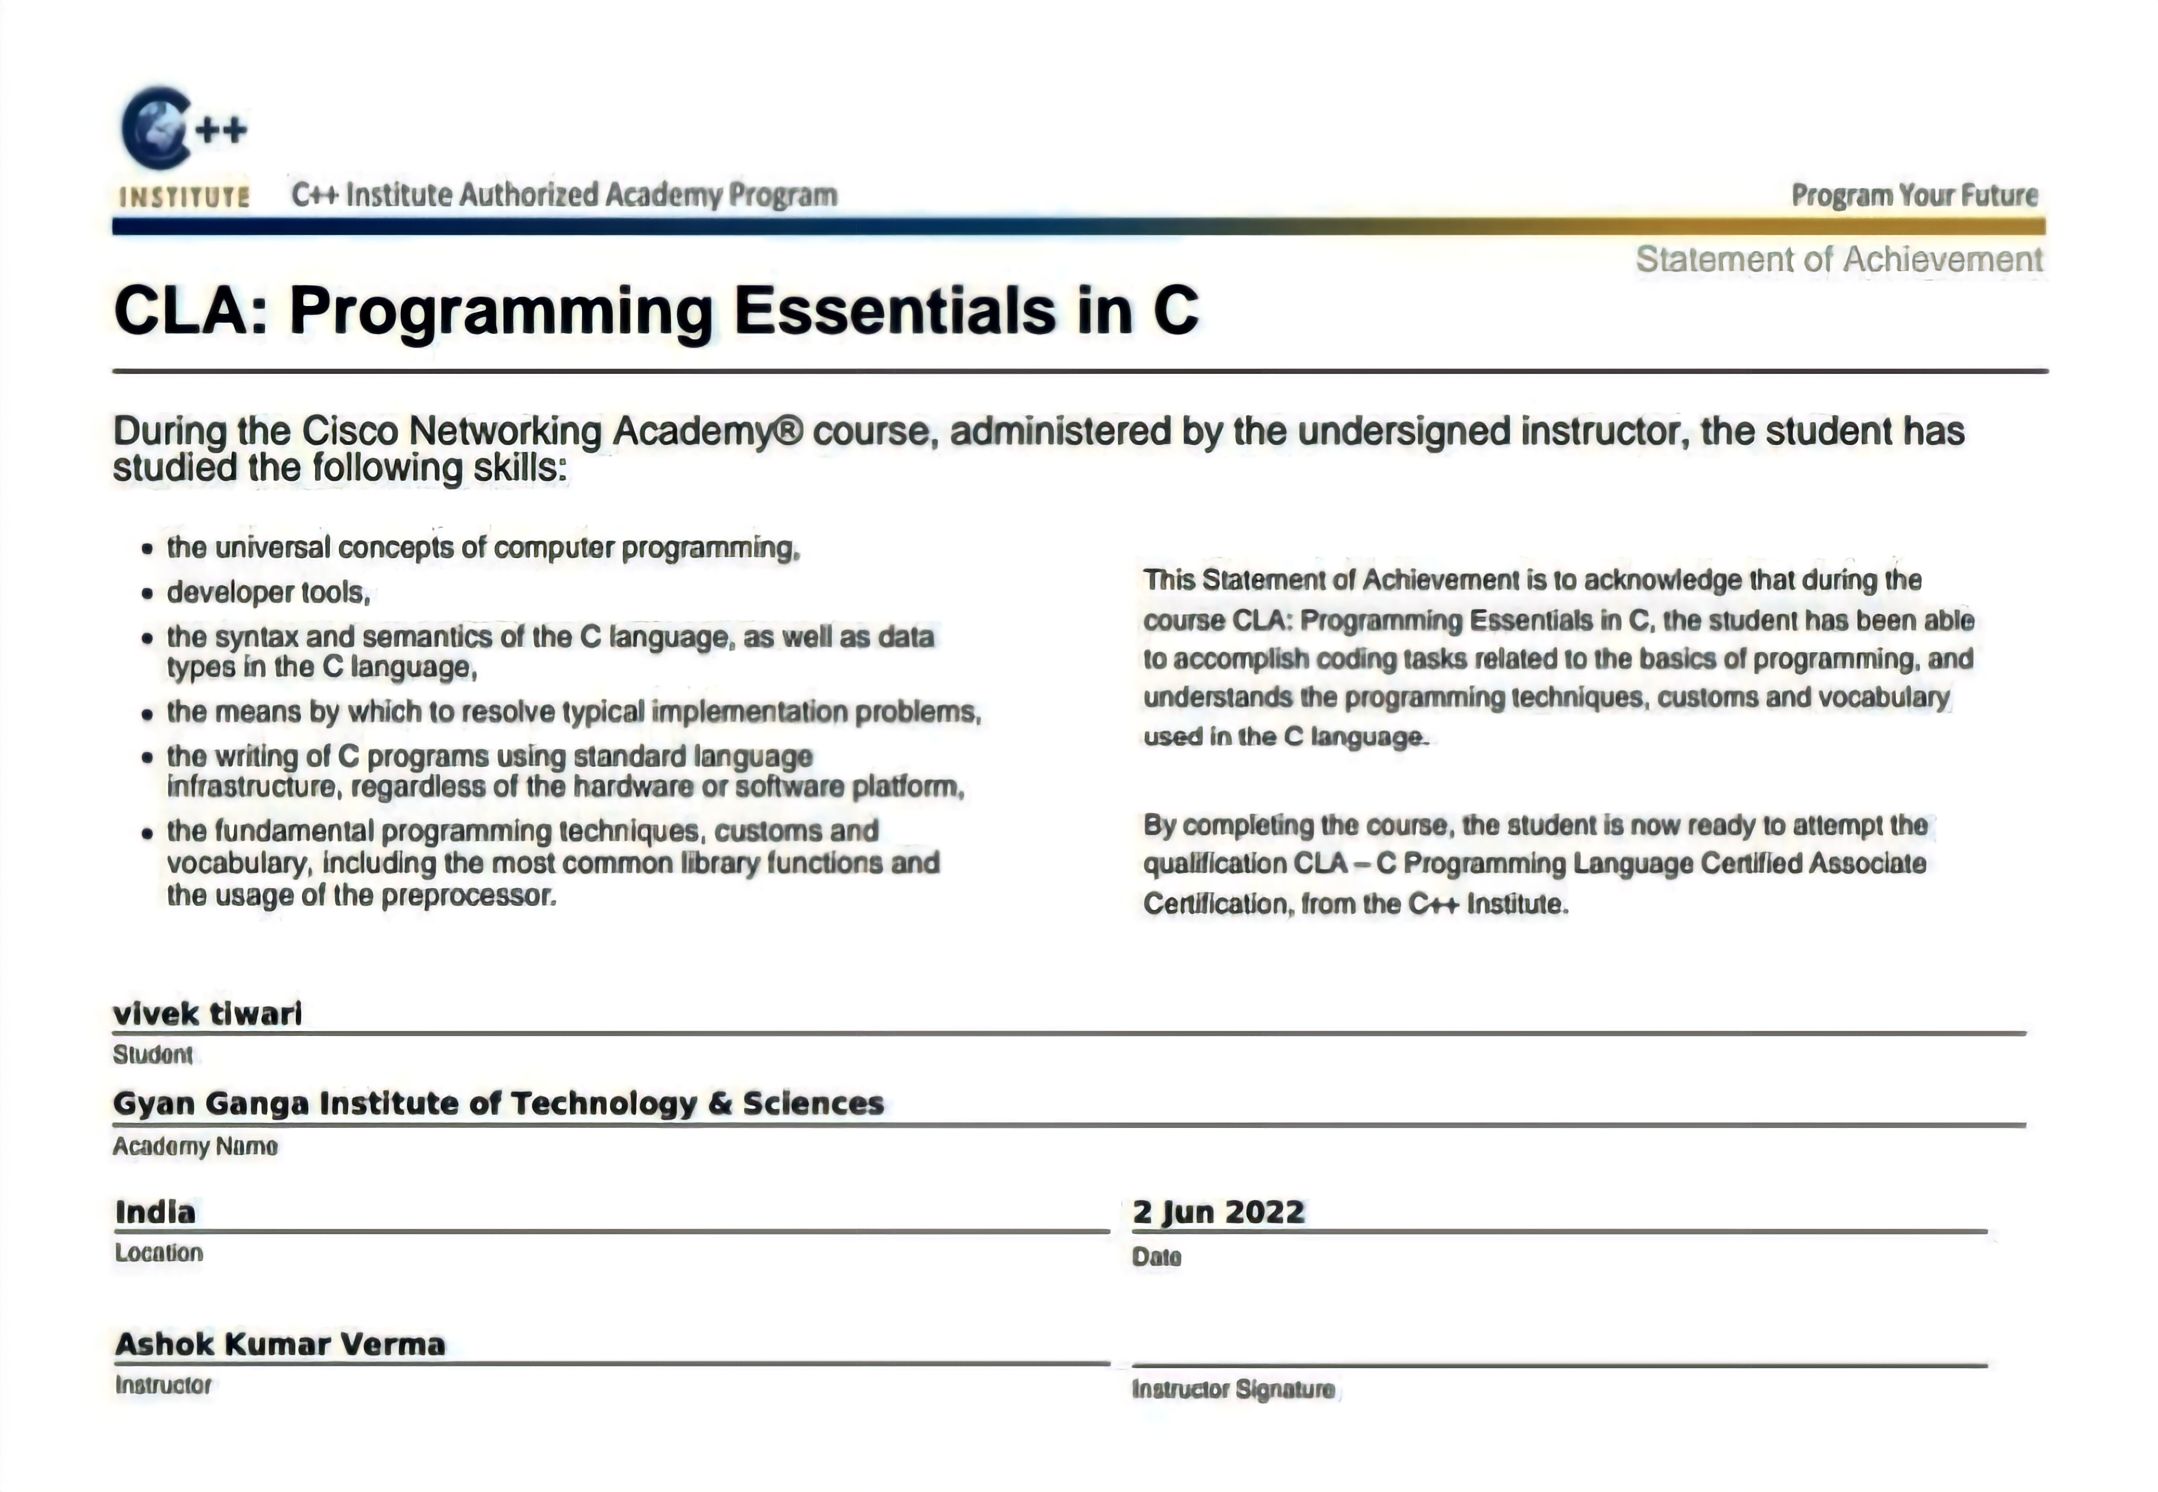 C++
INSTITUTE
C++ Institute Authorized Academy Program
Program Your Future
Statement of Achievement
CLA: Programming Essentials in C
During the Cisco Networking Academy® course, administered by the undersigned instructor, the student has
studied the following skills:
• the universal concepts of computer programming,
• developer tools,
• the syntax and semantics of the C language, as well as data
types in the C language,
• the means by which to resolve typical implementation problems,
• the writing of C programs using standard language
infrastructure, regardless of the hardware or software platform,
• the fundamental programming techniques, customs and
vocabulary, including the most common library functions and
the usage of the preprocessor.
This Statement of Achievement is to acknowledge that during the
course CLA: Programming Essentials in C, the student has been able
to accomplish coding tasks related to the basics of programming, and
understands the programming techniques, customs and vocabulary
used in the C language.
By completing the course, the student is now ready to attempt the
qualification CLA – C Programming Language Certified Associate
Certification, from the C++ Institute.
vivek tiwari
Student
Gyan Ganga Institute of Technology & Sciences
Academy Name
India
Location
2 Jun 2022
Date
Ashok Kumar Verma
Instructor
Instructor Signature